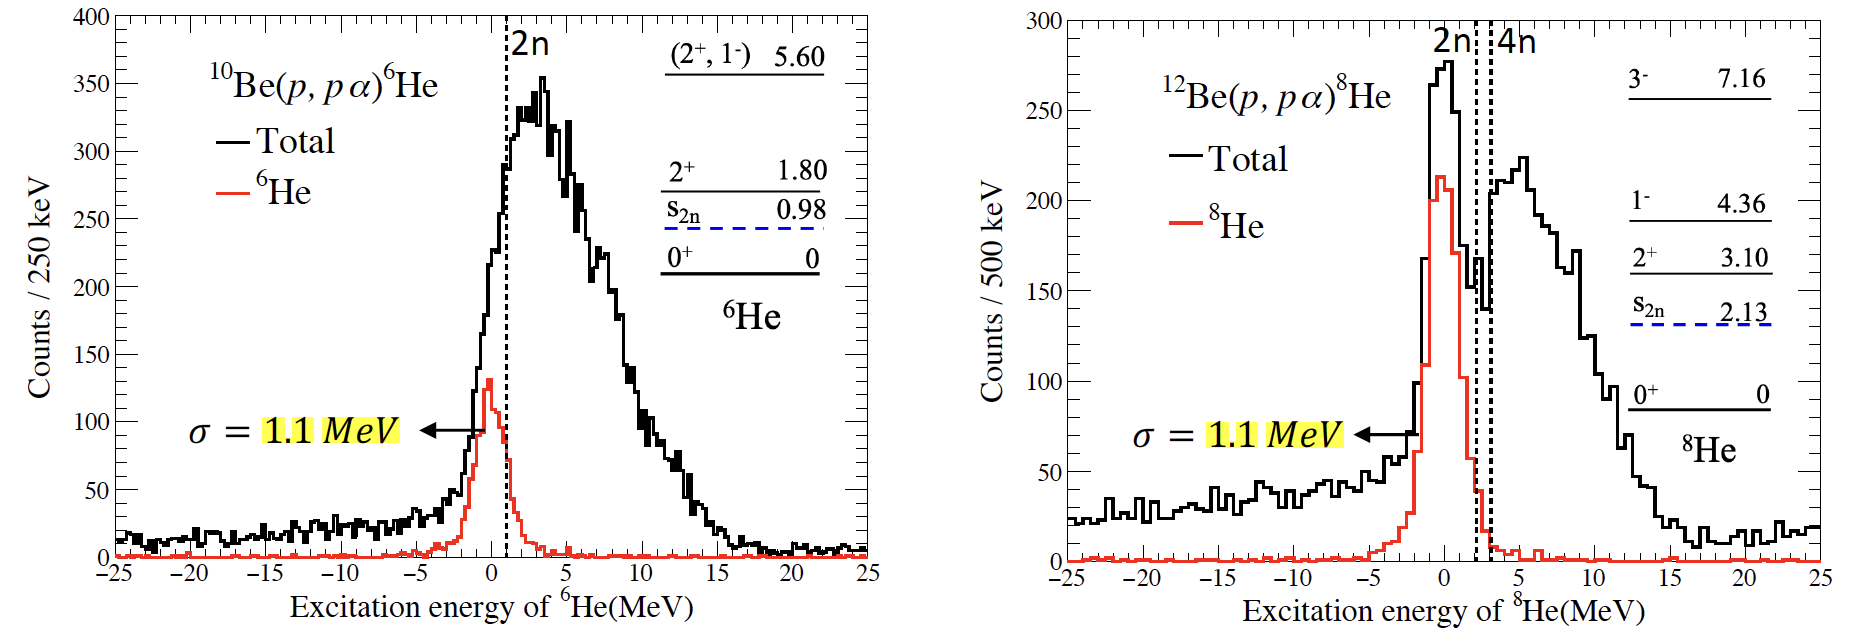 400
350
300
250
200
150
100
50
0
Counts / 250 keV
2n
¹⁰Be(p, pα)⁶He
Total
⁶He
(2⁺, 1⁻) 5.60
2⁺ 1.80
s₂ₙ 0.98
0⁺ 0
⁶He
σ = 1.1 MeV
−25 −20 −15 −10 −5 0 5 10 15 20 25
Excitation energy of ⁶He(MeV)
300
250
200
150
100
50
0
Counts / 500 keV
2n 4n
¹²Be(p, pα)⁸He
Total
⁸He
3⁻ 7.16
1⁻ 4.36
2⁺ 3.10
s₂ₙ 2.13
0⁺ 0
⁸He
σ = 1.1 MeV
−25 −20 −15 −10 −5 0 5 10 15 20 25
Excitation energy of ⁸He(MeV)